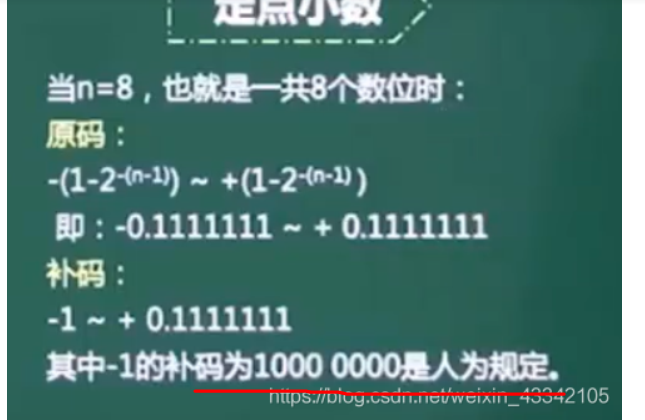 定点小数
当n=8，也就是一共8个数位时：
原码：
-(1-2-(n-1)) ~ +(1-2-(n-1) )
即：-0.1111111 ~ + 0.1111111
补码：
-1 ~ + 0.1111111
其中-1的补码为1000 0000是人为规定。
https://blog.csdn.net/weixin_43342105